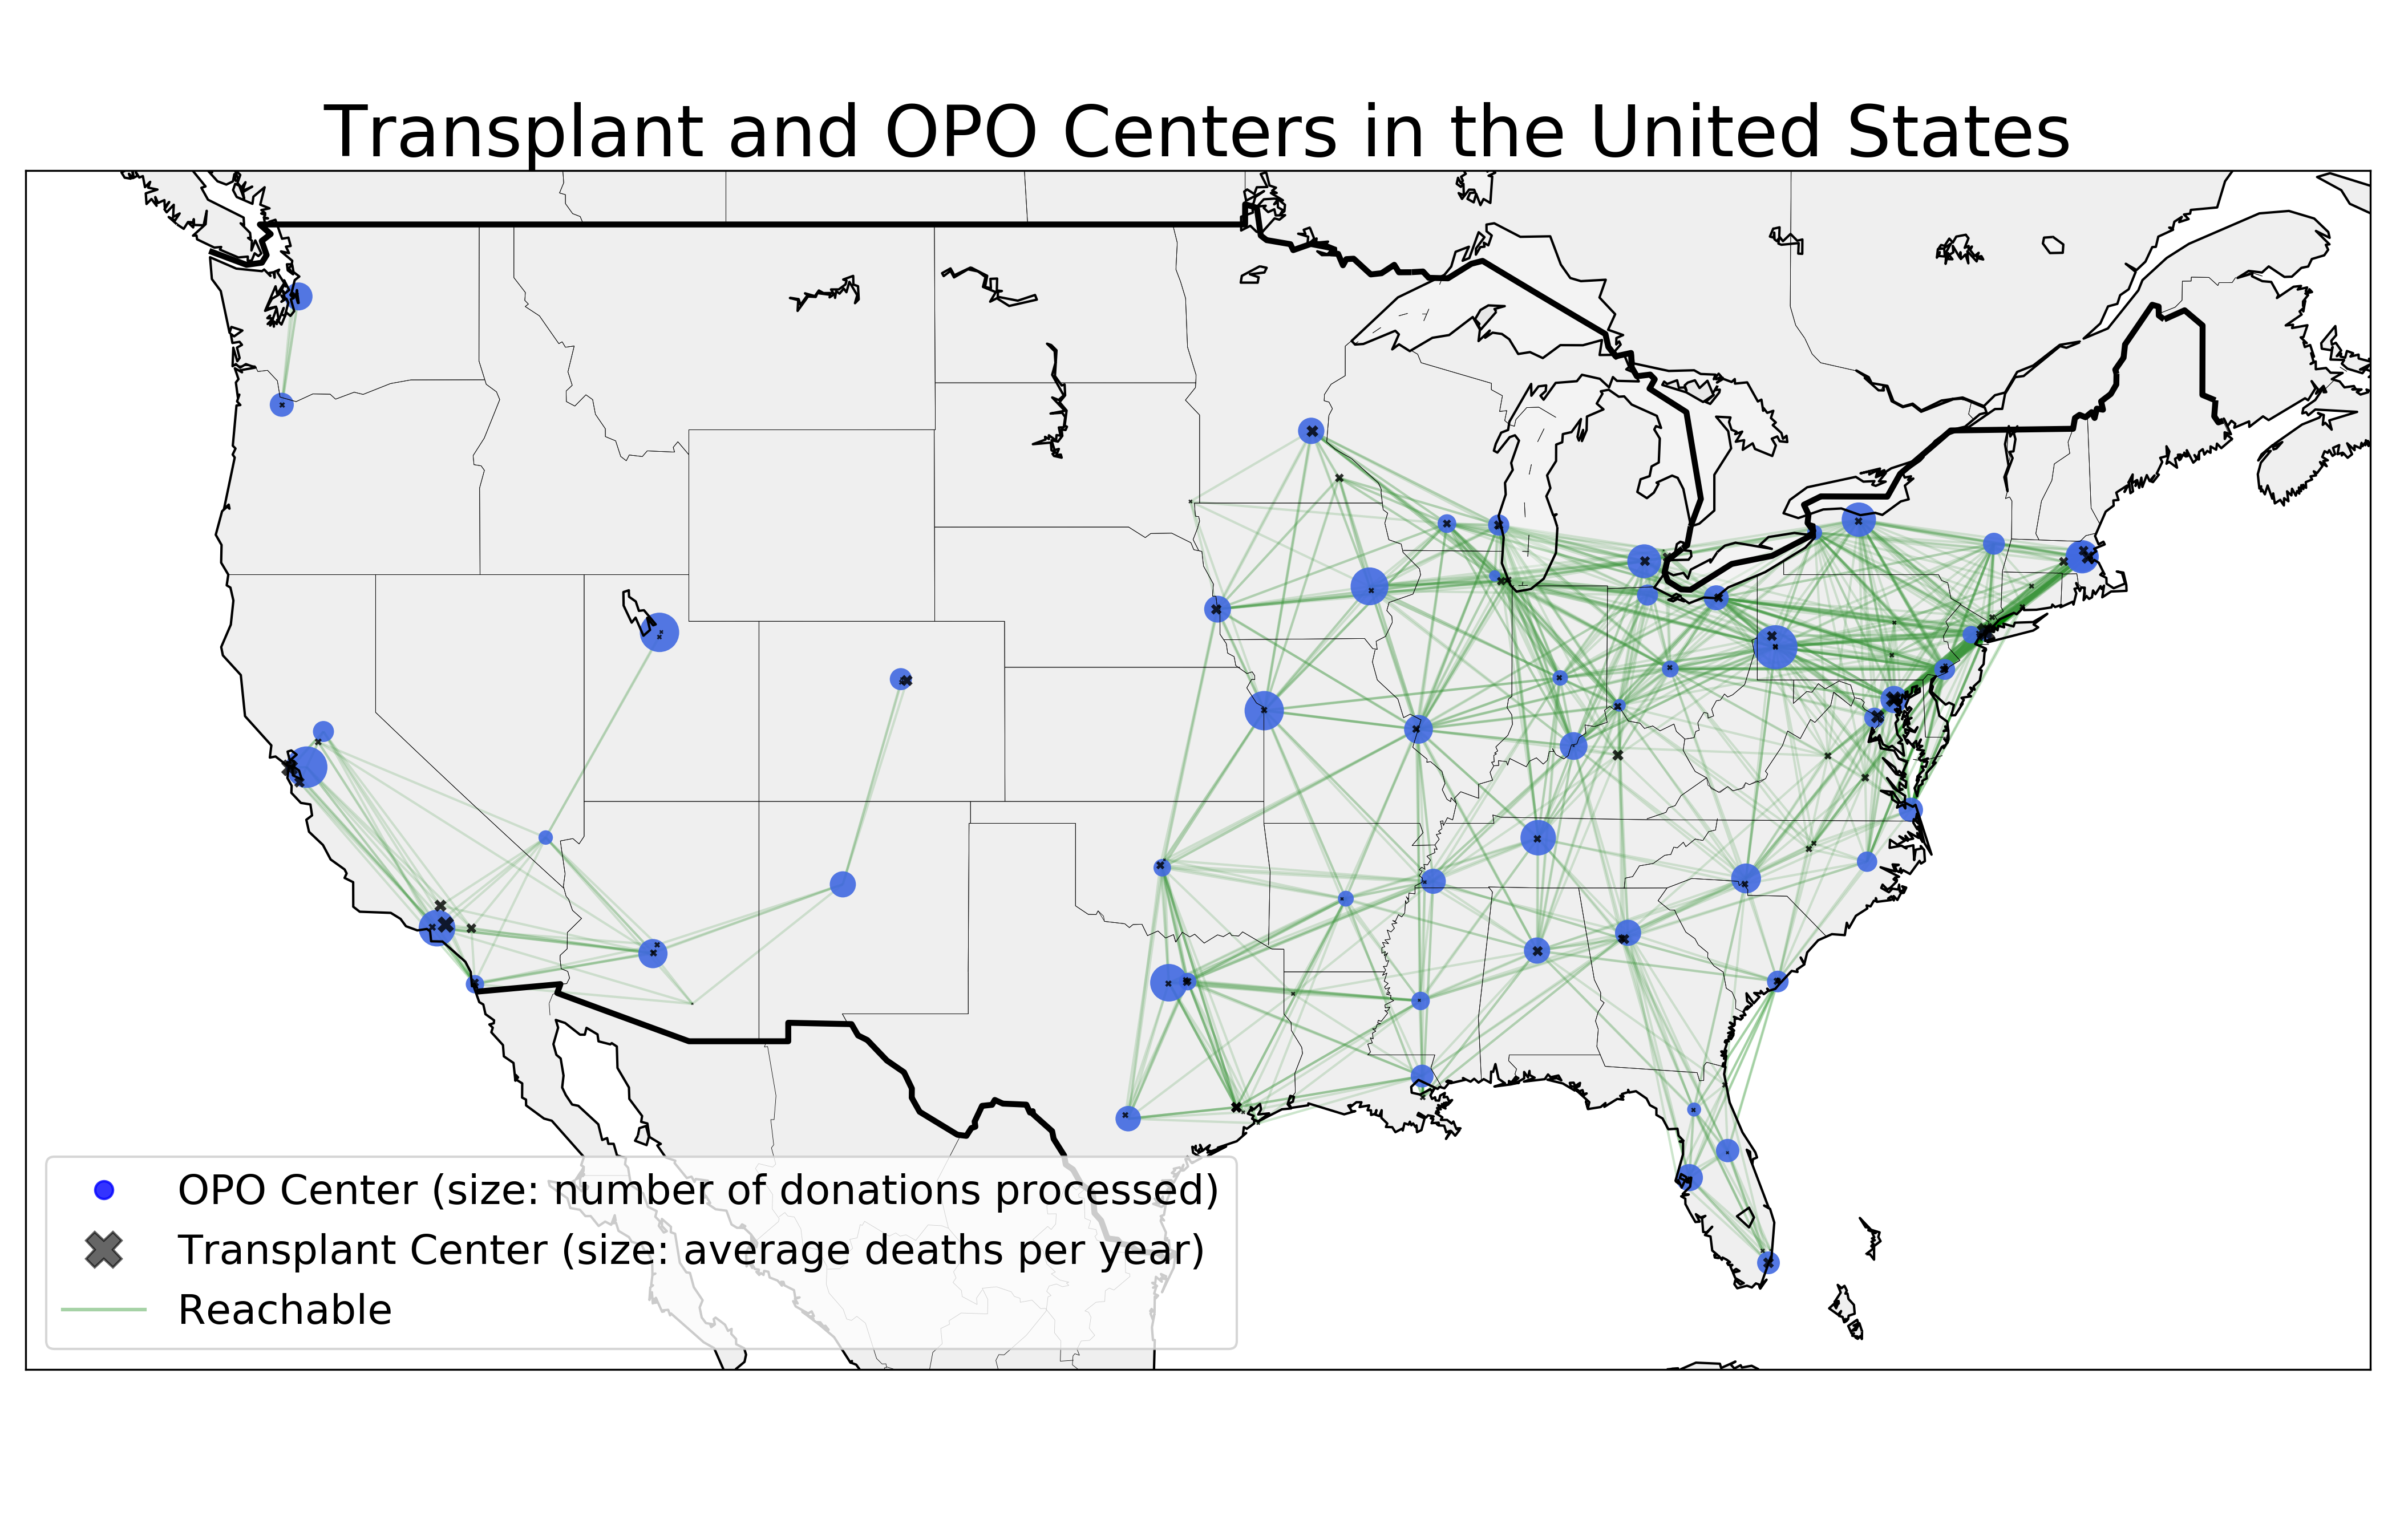 Transplant and OPO Centers in the United States
OPO Center (size: number of donations processed)
Transplant Center (size: average deaths per year)
Reachable